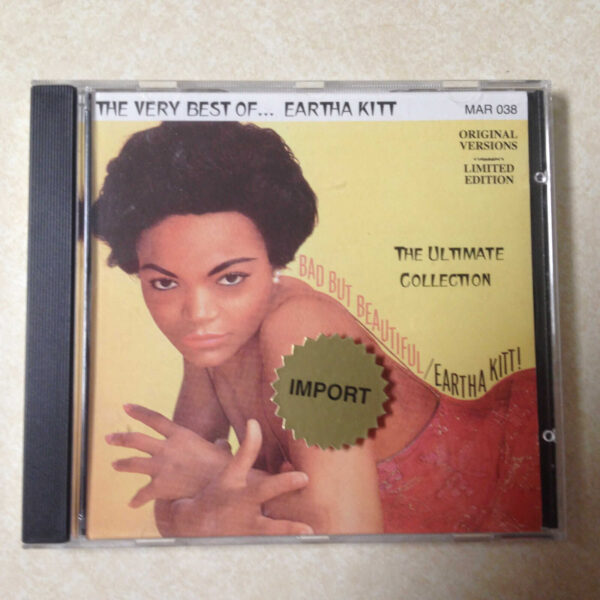 THE VERY BEST OF... EARTHA KITT
MAR 038
ORIGINAL
VERSIONS
LIMITED
EDITION
THE ULTIMATE
COLLECTION
BAD BUT BEAUTIFUL/EARTHA KITT!
IMPORT